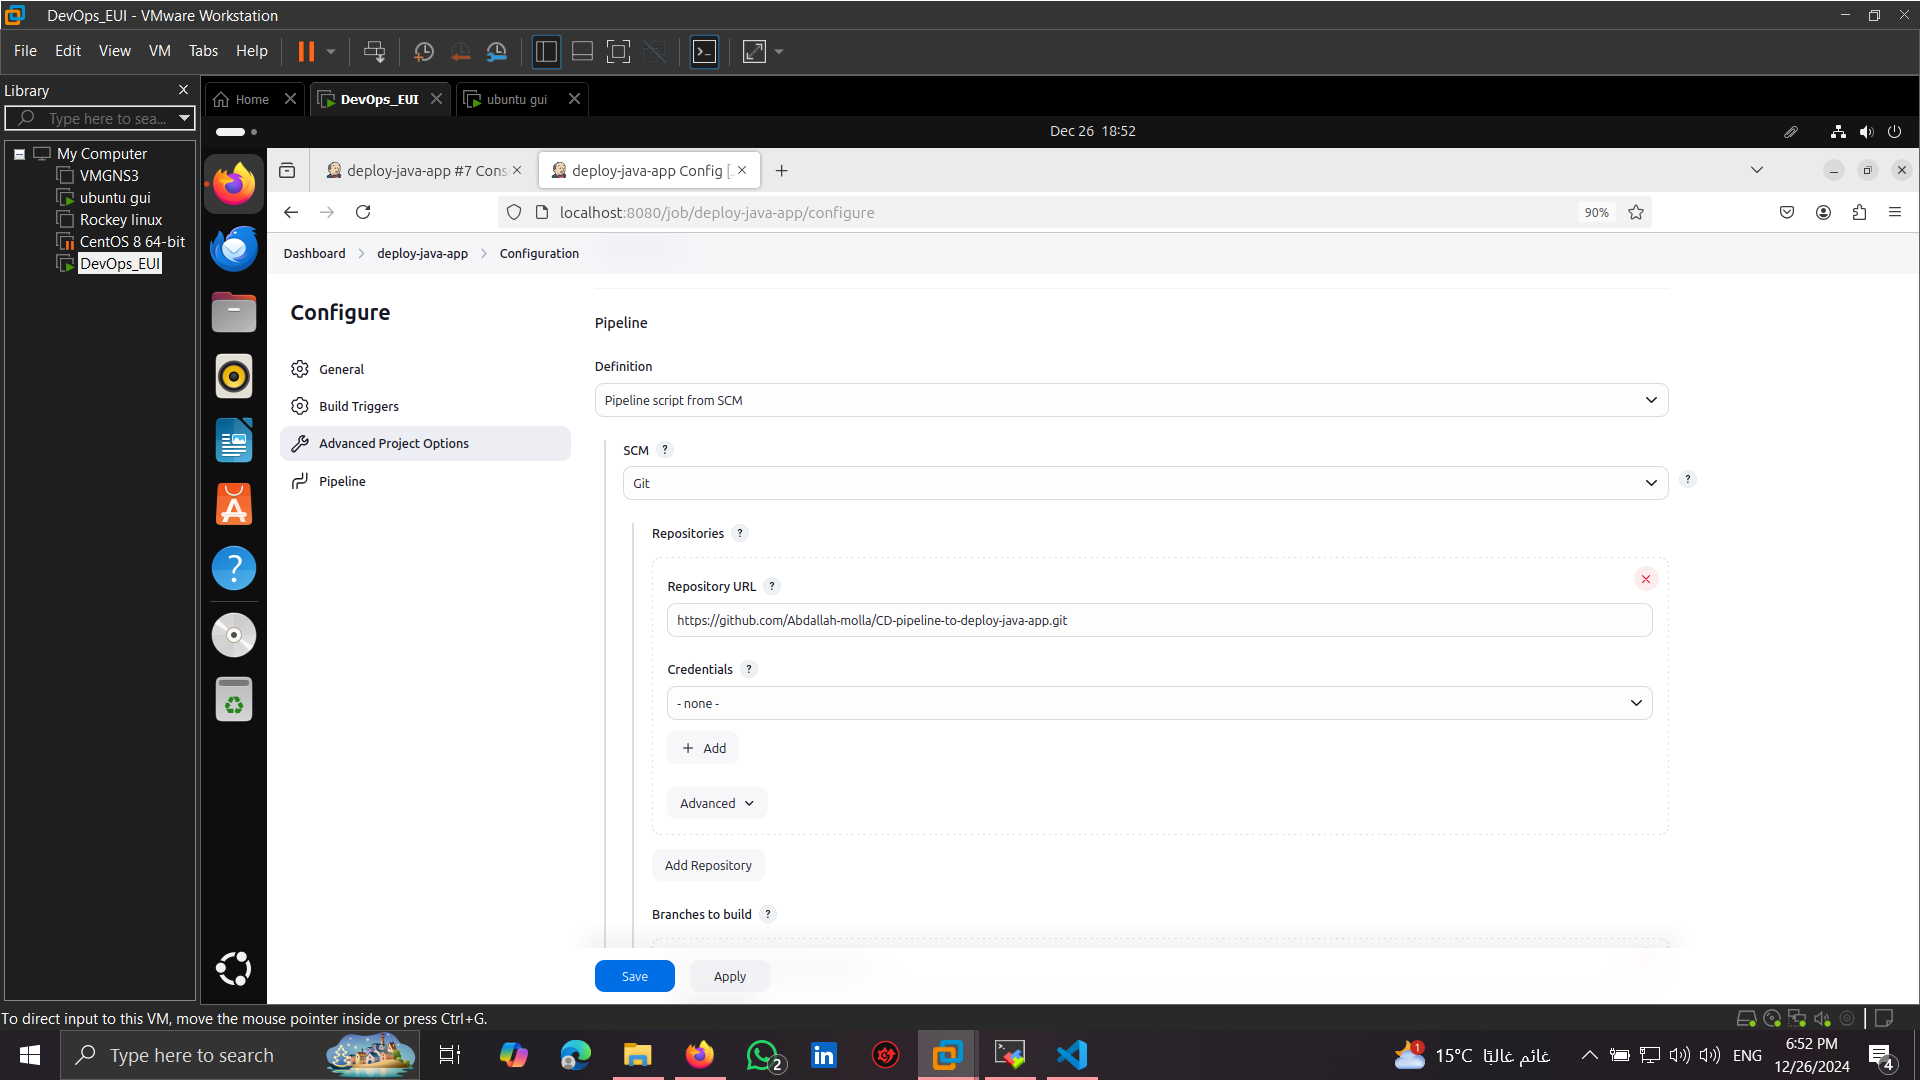 DevOps_EUI - VMware Workstation
File Edit View VM Tabs Help
Library
Type here to sea...
My Computer
VMGNS3
ubuntu gui
Rockey linux
CentOS 8 64-bit
DevOps_EUI
Home
DevOps_EUI
ubuntu gui
Dec 26 18:52
deploy-java-app #7 Cons
deploy-java-app Config [
localhost:8080/job/deploy-java-app/configure
90%
Dashboard
deploy-java-app
Configuration
Configure
General
Build Triggers
Advanced Project Options
Pipeline
Pipeline
Definition
Pipeline script from SCM
SCM ?
Git
?
Repositories ?
Repository URL ?
https://github.com/Abdallah-molla/CD-pipeline-to-deploy-java-app.git
Credentials ?
- none -
+ Add
Advanced
Add Repository
Branches to build ?
Save
Apply
To direct input to this VM, move the mouse pointer inside or press Ctrl+G.
Type here to search
2
1
15°C غائم غالبًا
ENG
6:52 PM
12/26/2024
4